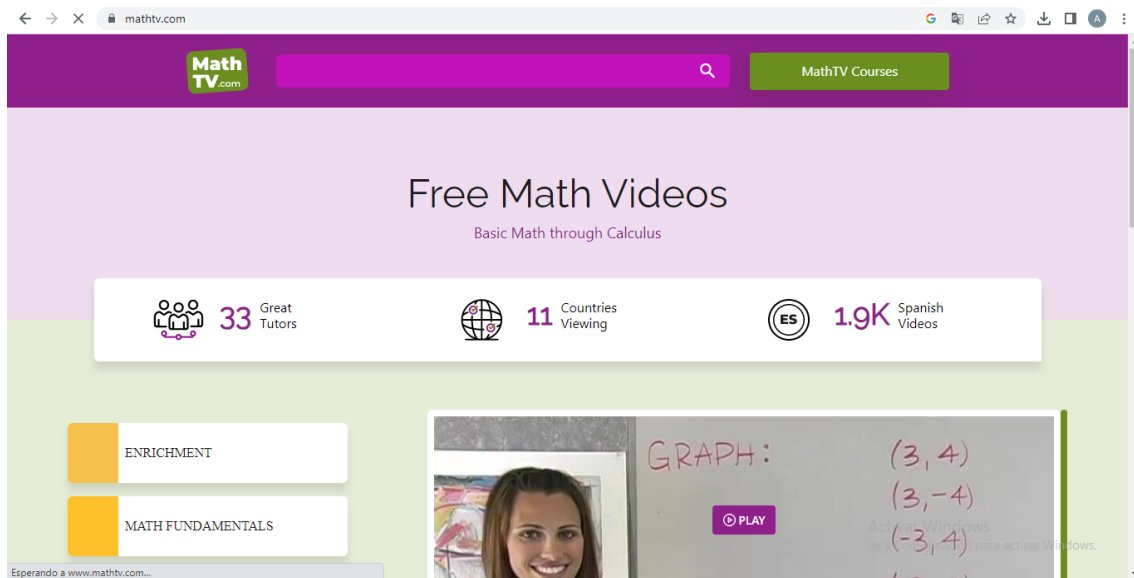 mathtv.com
Math
TV.com
MathTV Courses
Free Math Videos
Basic Math through Calculus
33 Great
Tutors
11 Countries
Viewing
ES
1.9K Spanish
Videos
ENRICHMENT
MATH FUNDAMENTALS
GRAPH:
(3, 4)
(3,-4)
(-3, 4)
PLAY
Activar Windows
para activar Windows.
Esperando a www.mathtv.com...